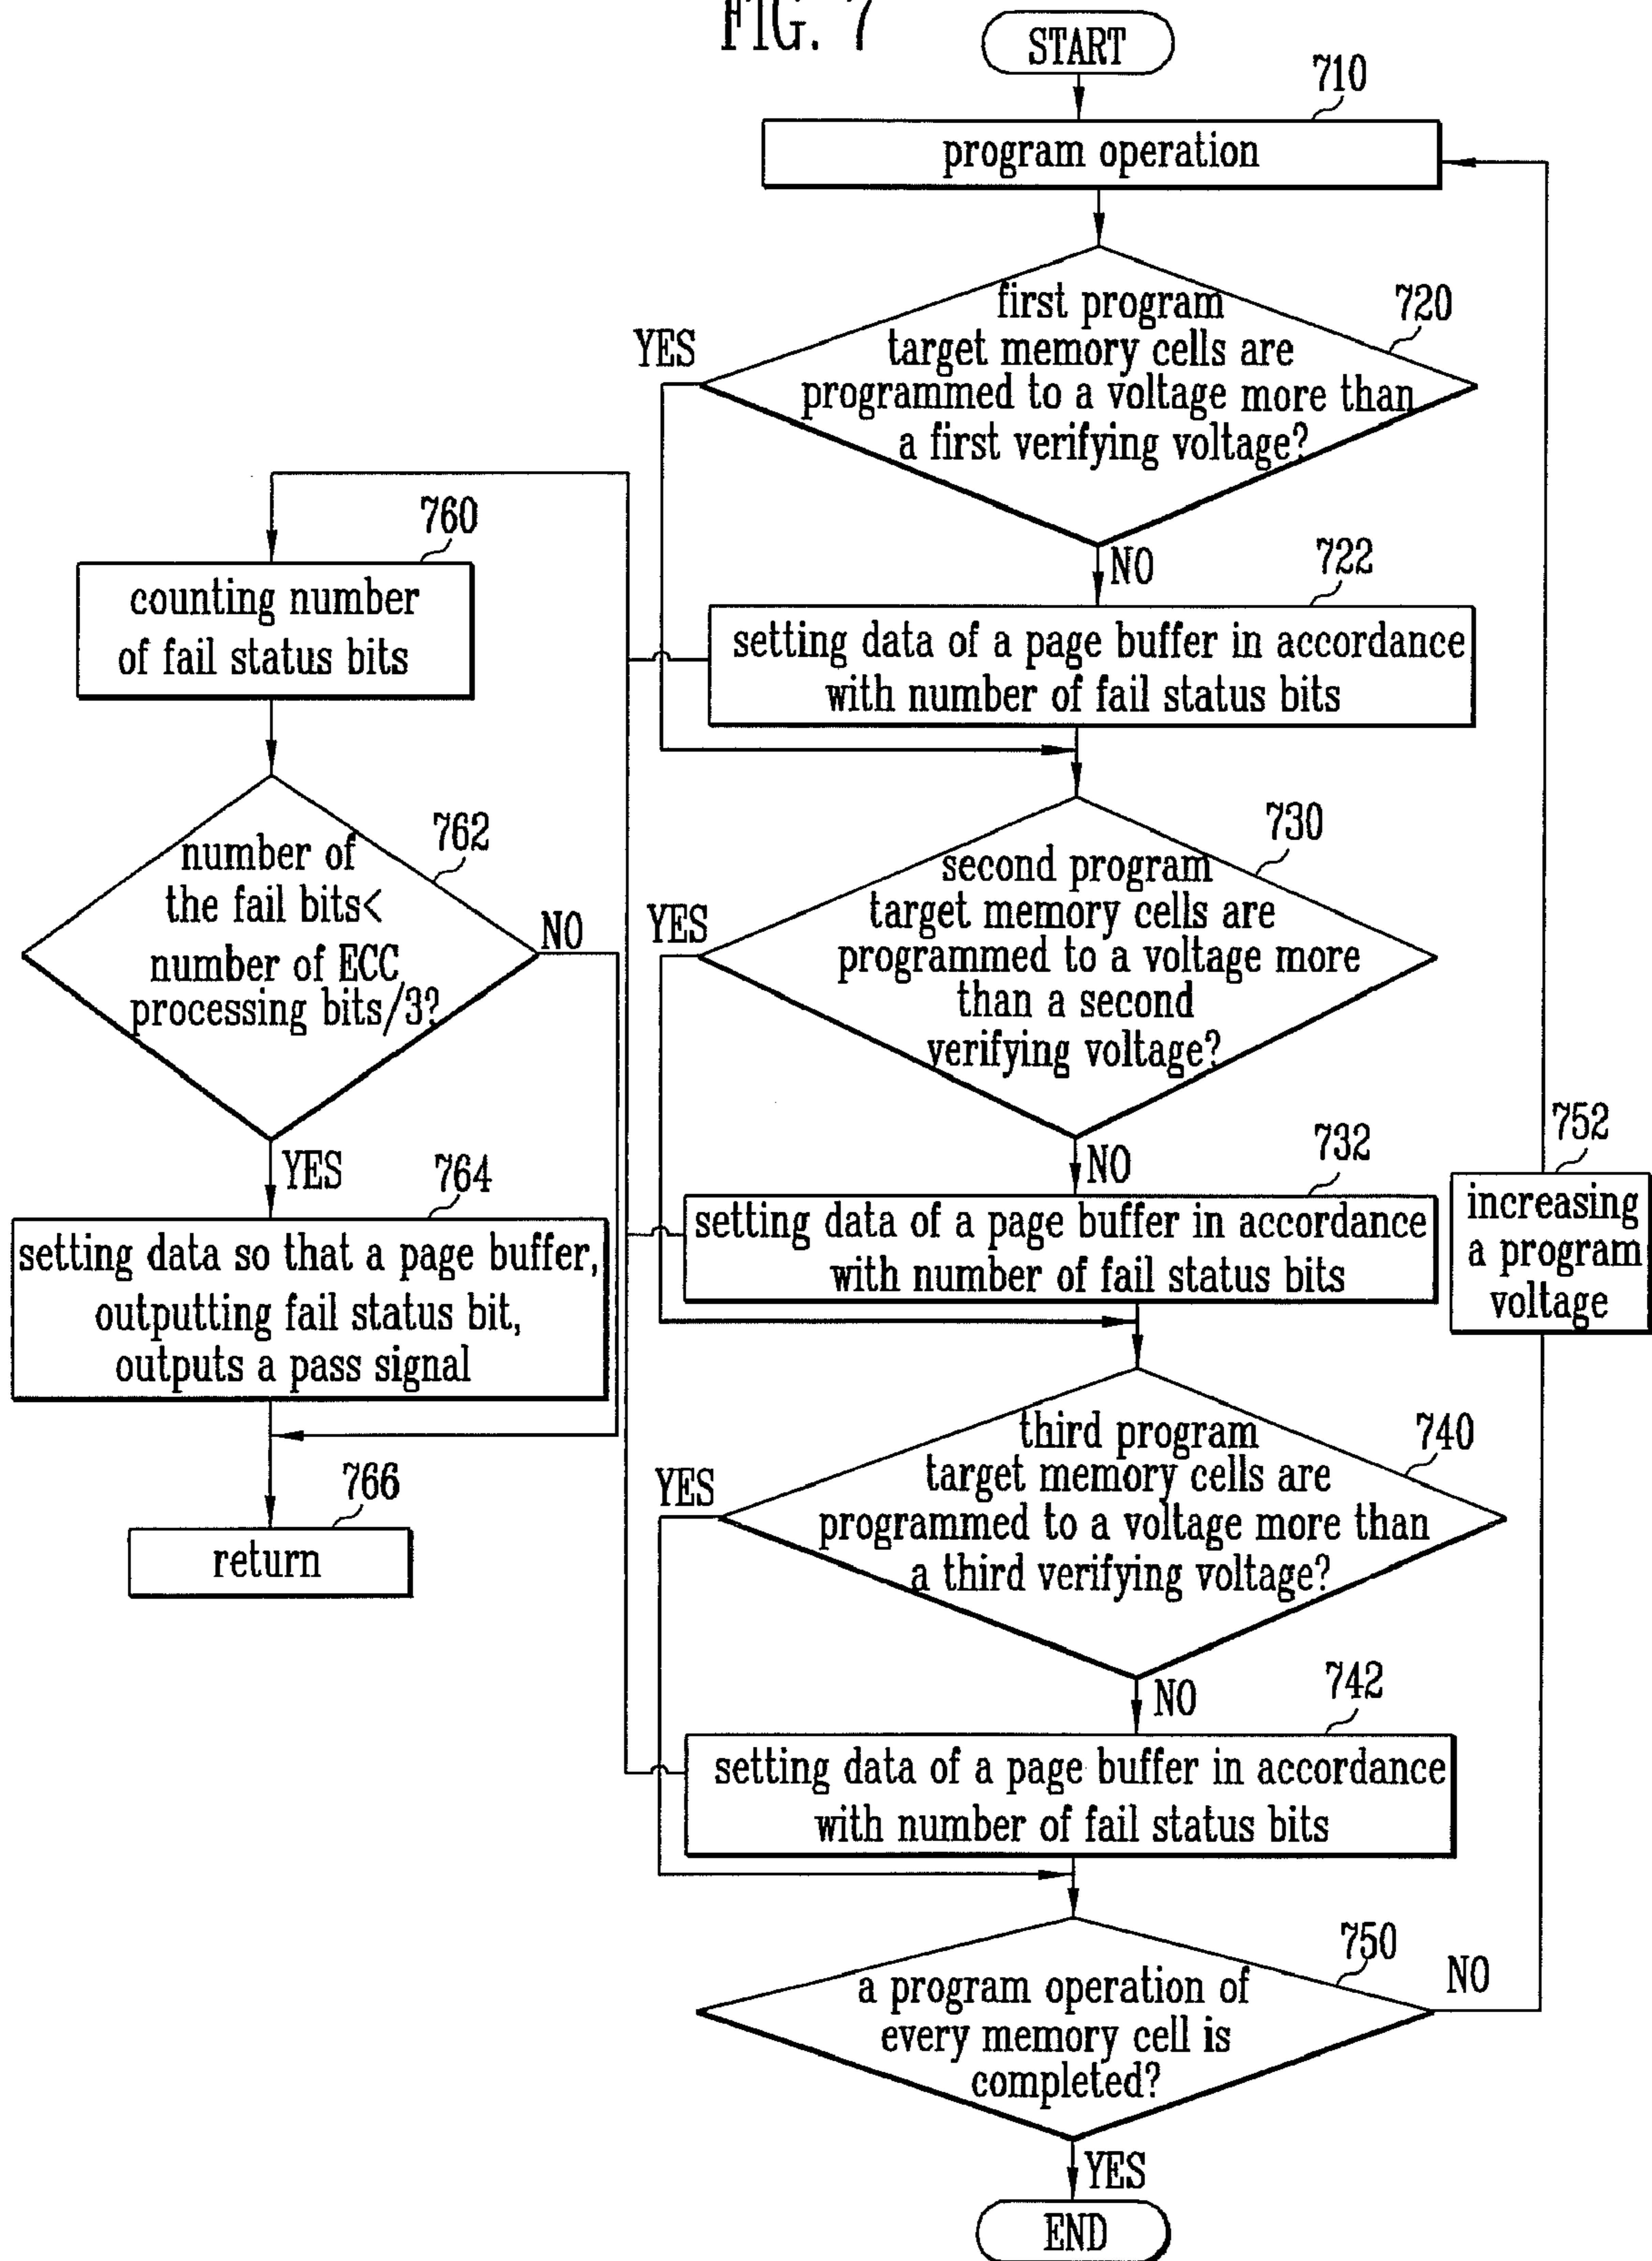 FIG. 7
START
710
program operation
720
first program
target memory cells are
programmed to a voltage more than
a first verifying voltage?
YES
NO
722
setting data of a page buffer in accordance
with number of fail status bits
730
second program
target memory cells are
programmed to a voltage more
than a second
verifying voltage?
YES
NO
732
setting data of a page buffer in accordance
with number of fail status bits
740
third program
target memory cells are
programmed to a voltage more than
a third verifying voltage?
YES
NO
742
setting data of a page buffer in accordance
with number of fail status bits
750
a program operation of
every memory cell is
completed?
NO
YES
END
752
increasing
a program
voltage
760
counting number
of fail status bits
762
number of
the fail bits<
number of ECC
processing bits/3?
NO
YES
764
setting data so that a page buffer,
outputting fail status bit,
outputs a pass signal
766
return